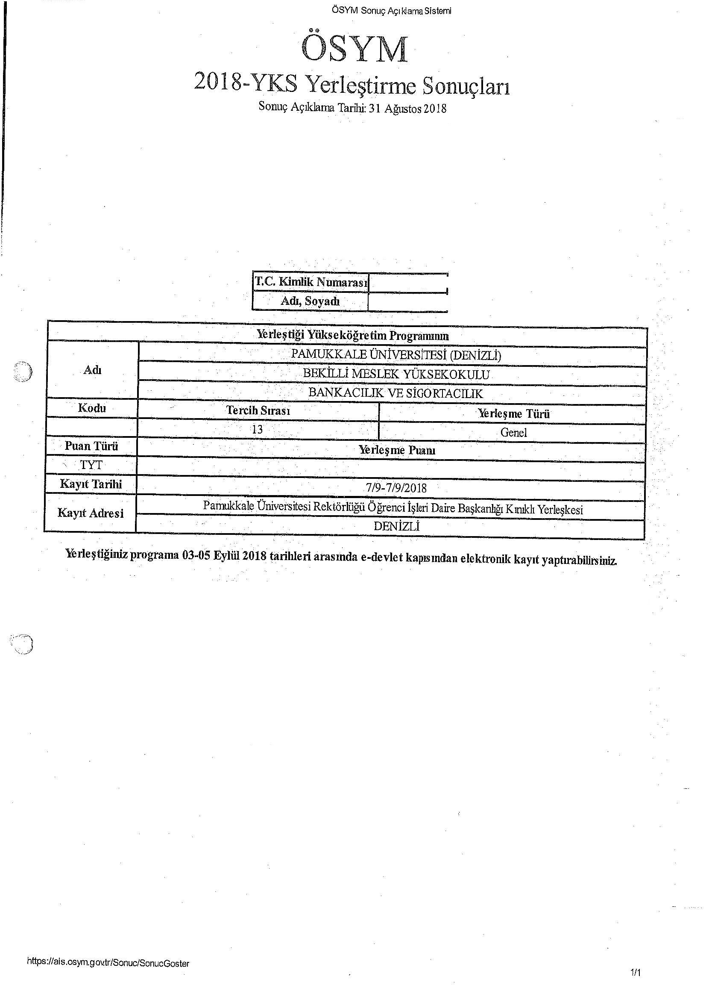 ÖSYM Sonuç Açıklama Sistemi
ÖSYM
2018-YKS Yerleştirme Sonuçları
Sonuç Açıklama Tarihi: 31 Ağustos 2018
T.C. Kimlik Numarası
Adı, Soyadı
Yerleştiği Yükseköğretim Programının
Adı
PAMUKKALE ÜNİVERSİTESİ (DENİZLİ)
BEKİLLİ MESLEK YÜKSEKOKULU
BANKACILIK VE SİGORTACILIK
Kodu Tercih Sırası Yerleşme Türü
13 Genel
Puan Türü Yerleşme Puanı
TYT
Kayıt Tarihi 7/9-7/9/2018
Kayıt Adresi
Pamukkale Üniversitesi Rektörlüğü Öğrenci İşleri Daire Başkanlığı Kınıklı Yerleşkesi
DENİZLİ
Yerleştiğiniz programa 03-05 Eylül 2018 tarihleri arasında e-devlet kapısından elektronik kayıt yaptırabilirsiniz.
https://ais.osym.gov.tr/Sonuc/SonucGoster
1/1